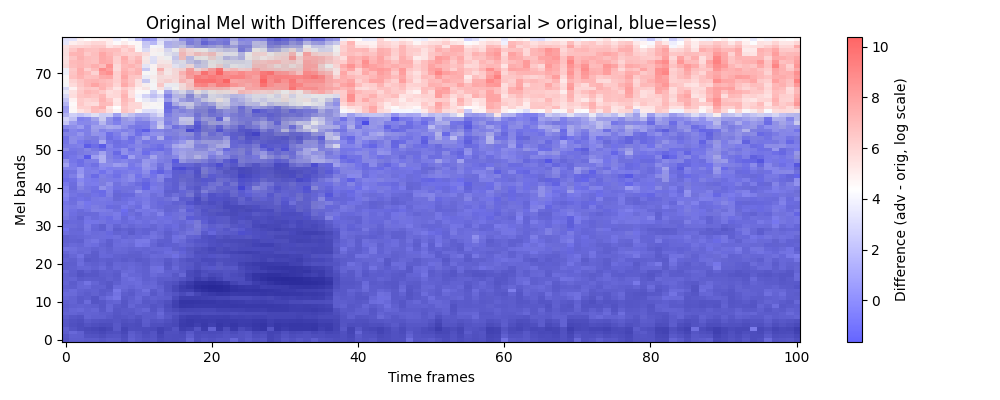 Original Mel with Differences (red=adversarial > original, blue=less)
Mel bands
70
60
50
40
30
20
10
0
0 20 40 60 80 100
Time frames
10
8
6
4
2
0
Difference (adv - orig, log scale)